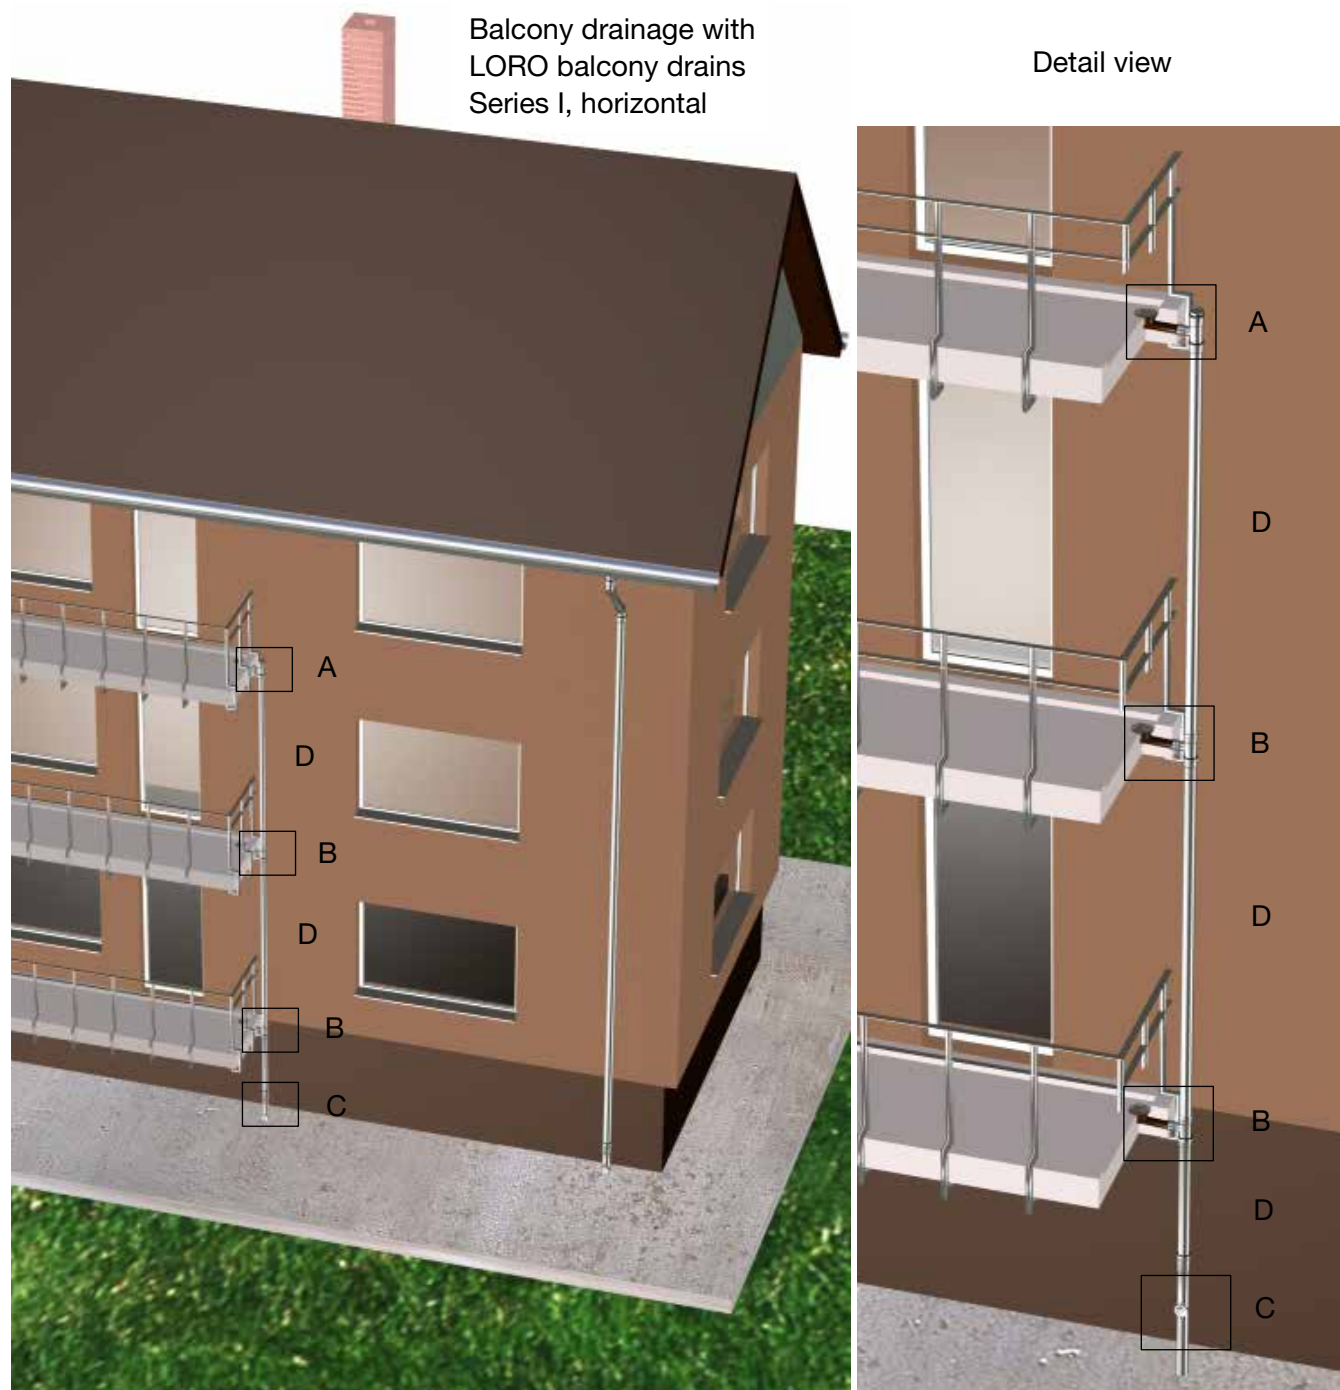 Balcony drainage with
LORO balcony drains
Series I, horizontal
Detail view
A
D
B
D
B
C
A
D
B
D
B
D
C